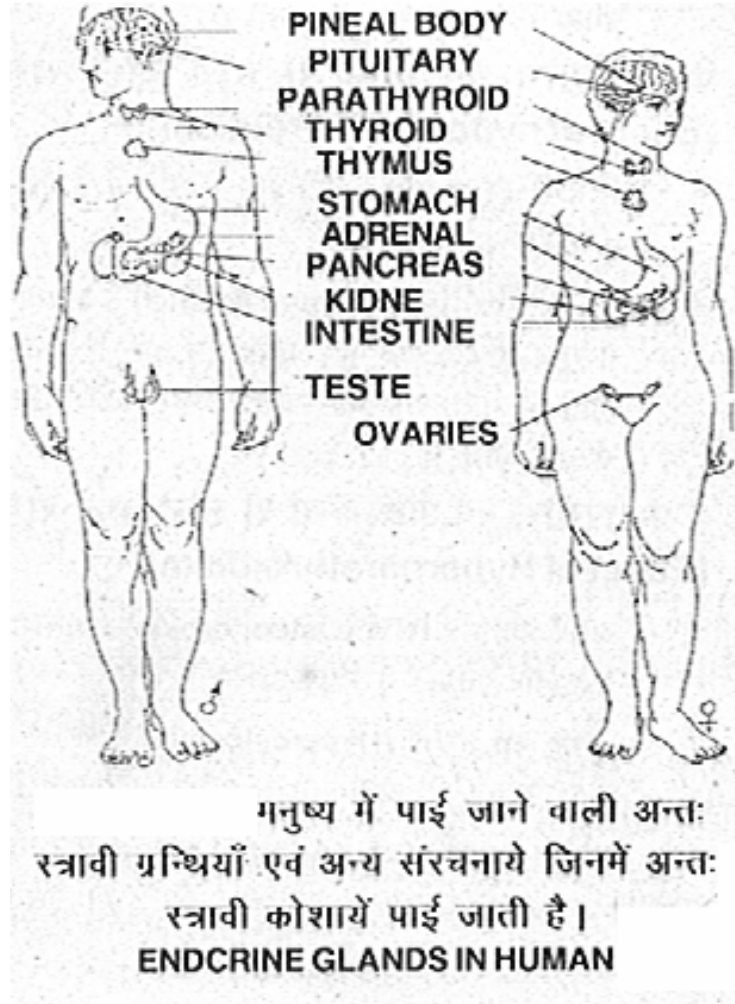 PINEAL BODY
PITUITARY
PARATHYROID
THYROID
THYMUS
STOMACH
ADRENAL
PANCREAS
KIDNE
INTESTINE
TESTE
OVARIES
♂
♀
मनुष्य में पाई जाने वाली अन्तः
स्त्रावी ग्रन्थियाँ एवं अन्य संरचनाये जिनमें अन्तः
स्त्रावी कोशायें पाई जाती है।
ENDCRINE GLANDS IN HUMAN